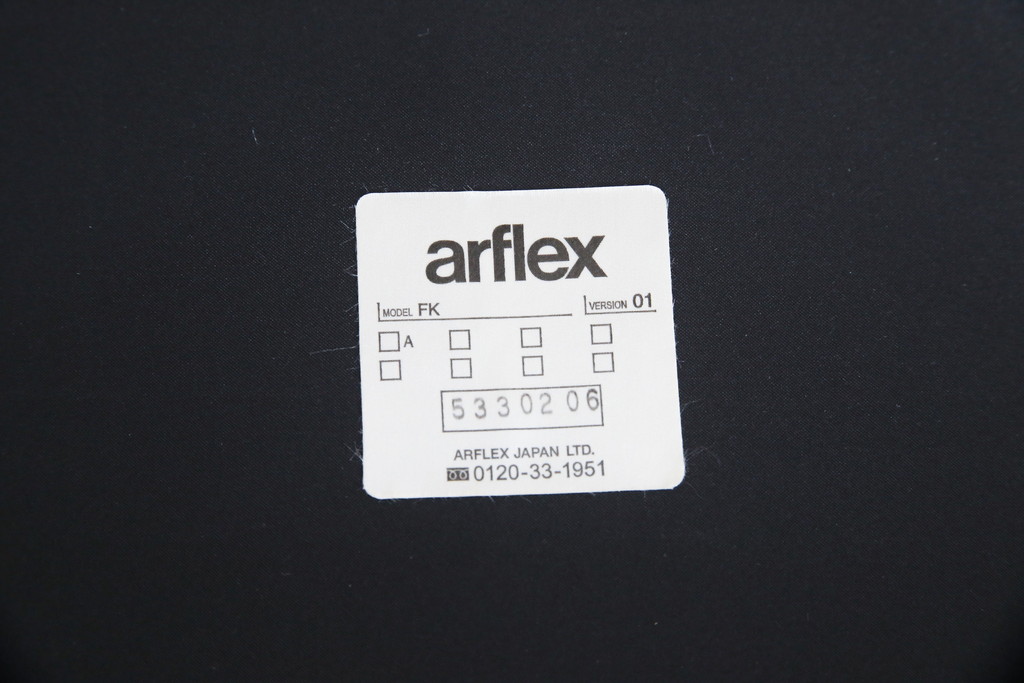 arflex
MODEL FK VERSION 01
A
5330206
ARFLEX JAPAN LTD.
0120-33-1951